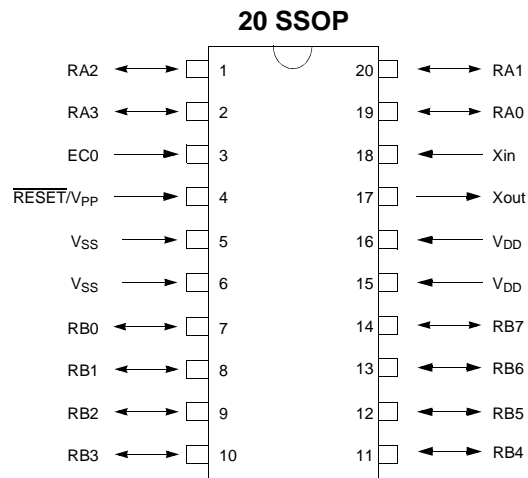 20 SSOP
RA2 1 20 RA1
RA3 2 19 RA0
EC0 3 18 Xin
RESET/VPP 4 17 Xout
VSS 5 16 VDD
VSS 6 15 VDD
RB0 7 14 RB7
RB1 8 13 RB6
RB2 9 12 RB5
RB3 10 11 RB4